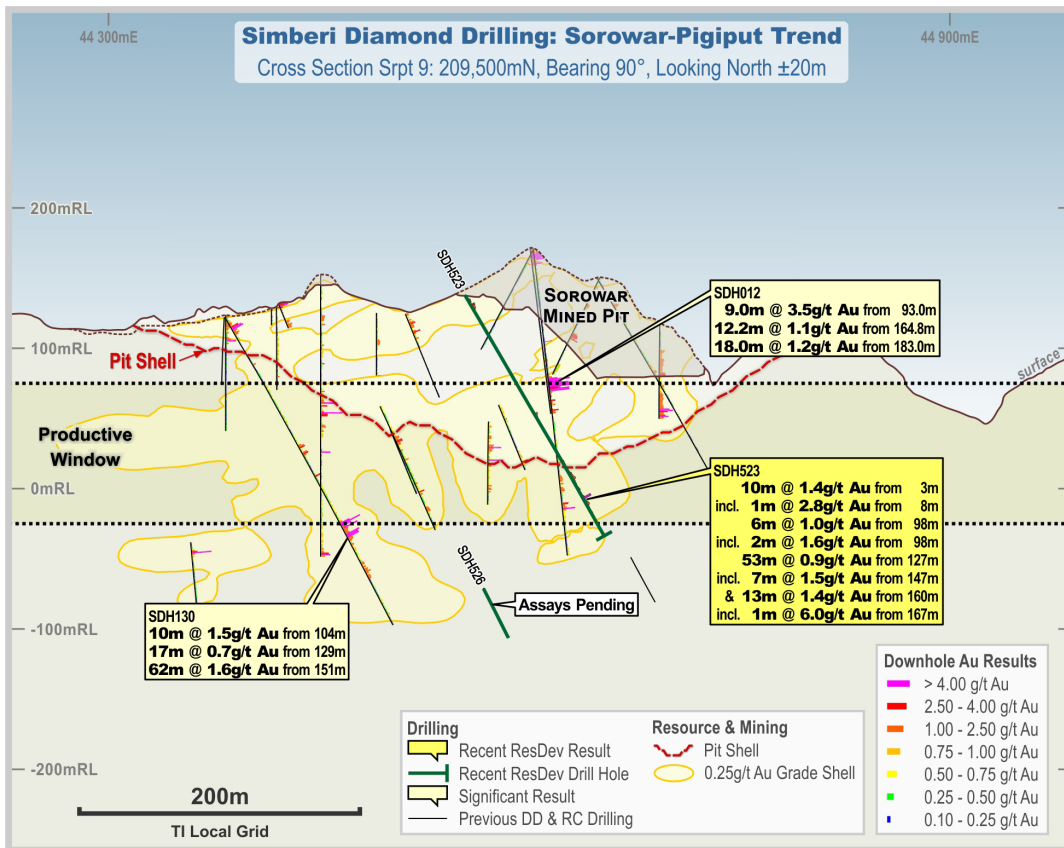 44 300mE
44 900mE
Simberi Diamond Drilling: Sorowar-Pigiput Trend
Cross Section Srpt 9: 209,500mN, Bearing 90°, Looking North ±20m
200mRL
SDH523
SOROWAR
MINED PIT
SDH012
9.0m @ 3.5g/t Au from 93.0m
12.2m @ 1.1g/t Au from 164.8m
18.0m @ 1.2g/t Au from 183.0m
100mRL
Pit Shell
surface
Productive
Window
0mRL
SDH523
10m @ 1.4g/t Au from 3m
incl. 1m @ 2.8g/t Au from 8m
6m @ 1.0g/t Au from 98m
incl. 2m @ 1.6g/t Au from 98m
53m @ 0.9g/t Au from 127m
incl. 7m @ 1.5g/t Au from 147m
& 13m @ 1.4g/t Au from 160m
incl. 1m @ 6.0g/t Au from 167m
SDH526
Assays Pending
-100mRL
SDH130
10m @ 1.5g/t Au from 104m
17m @ 0.7g/t Au from 129m
62m @ 1.6g/t Au from 151m
-200mRL
200m
TI Local Grid
Drilling
Recent ResDev Result
Recent ResDev Drill Hole
Significant Result
Previous DD & RC Drilling
Resource & Mining
Pit Shell
0.25g/t Au Grade Shell
Downhole Au Results
> 4.00 g/t Au
2.50 - 4.00 g/t Au
1.00 - 2.50 g/t Au
0.75 - 1.00 g/t Au
0.50 - 0.75 g/t Au
0.25 - 0.50 g/t Au
0.10 - 0.25 g/t Au